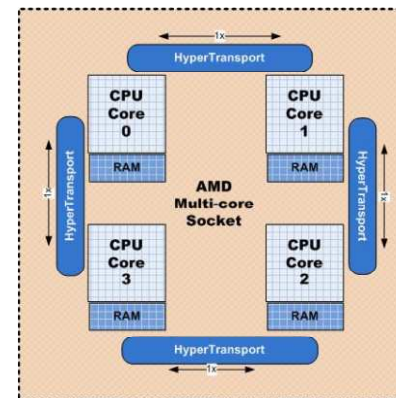 1x
HyperTransport
CPU
Core
0
RAM
CPU
Core
1
RAM
HyperTransport
1x
HyperTransport
1x
AMD
Multi-core
Socket
CPU
Core
3
RAM
CPU
Core
2
RAM
HyperTransport
1x